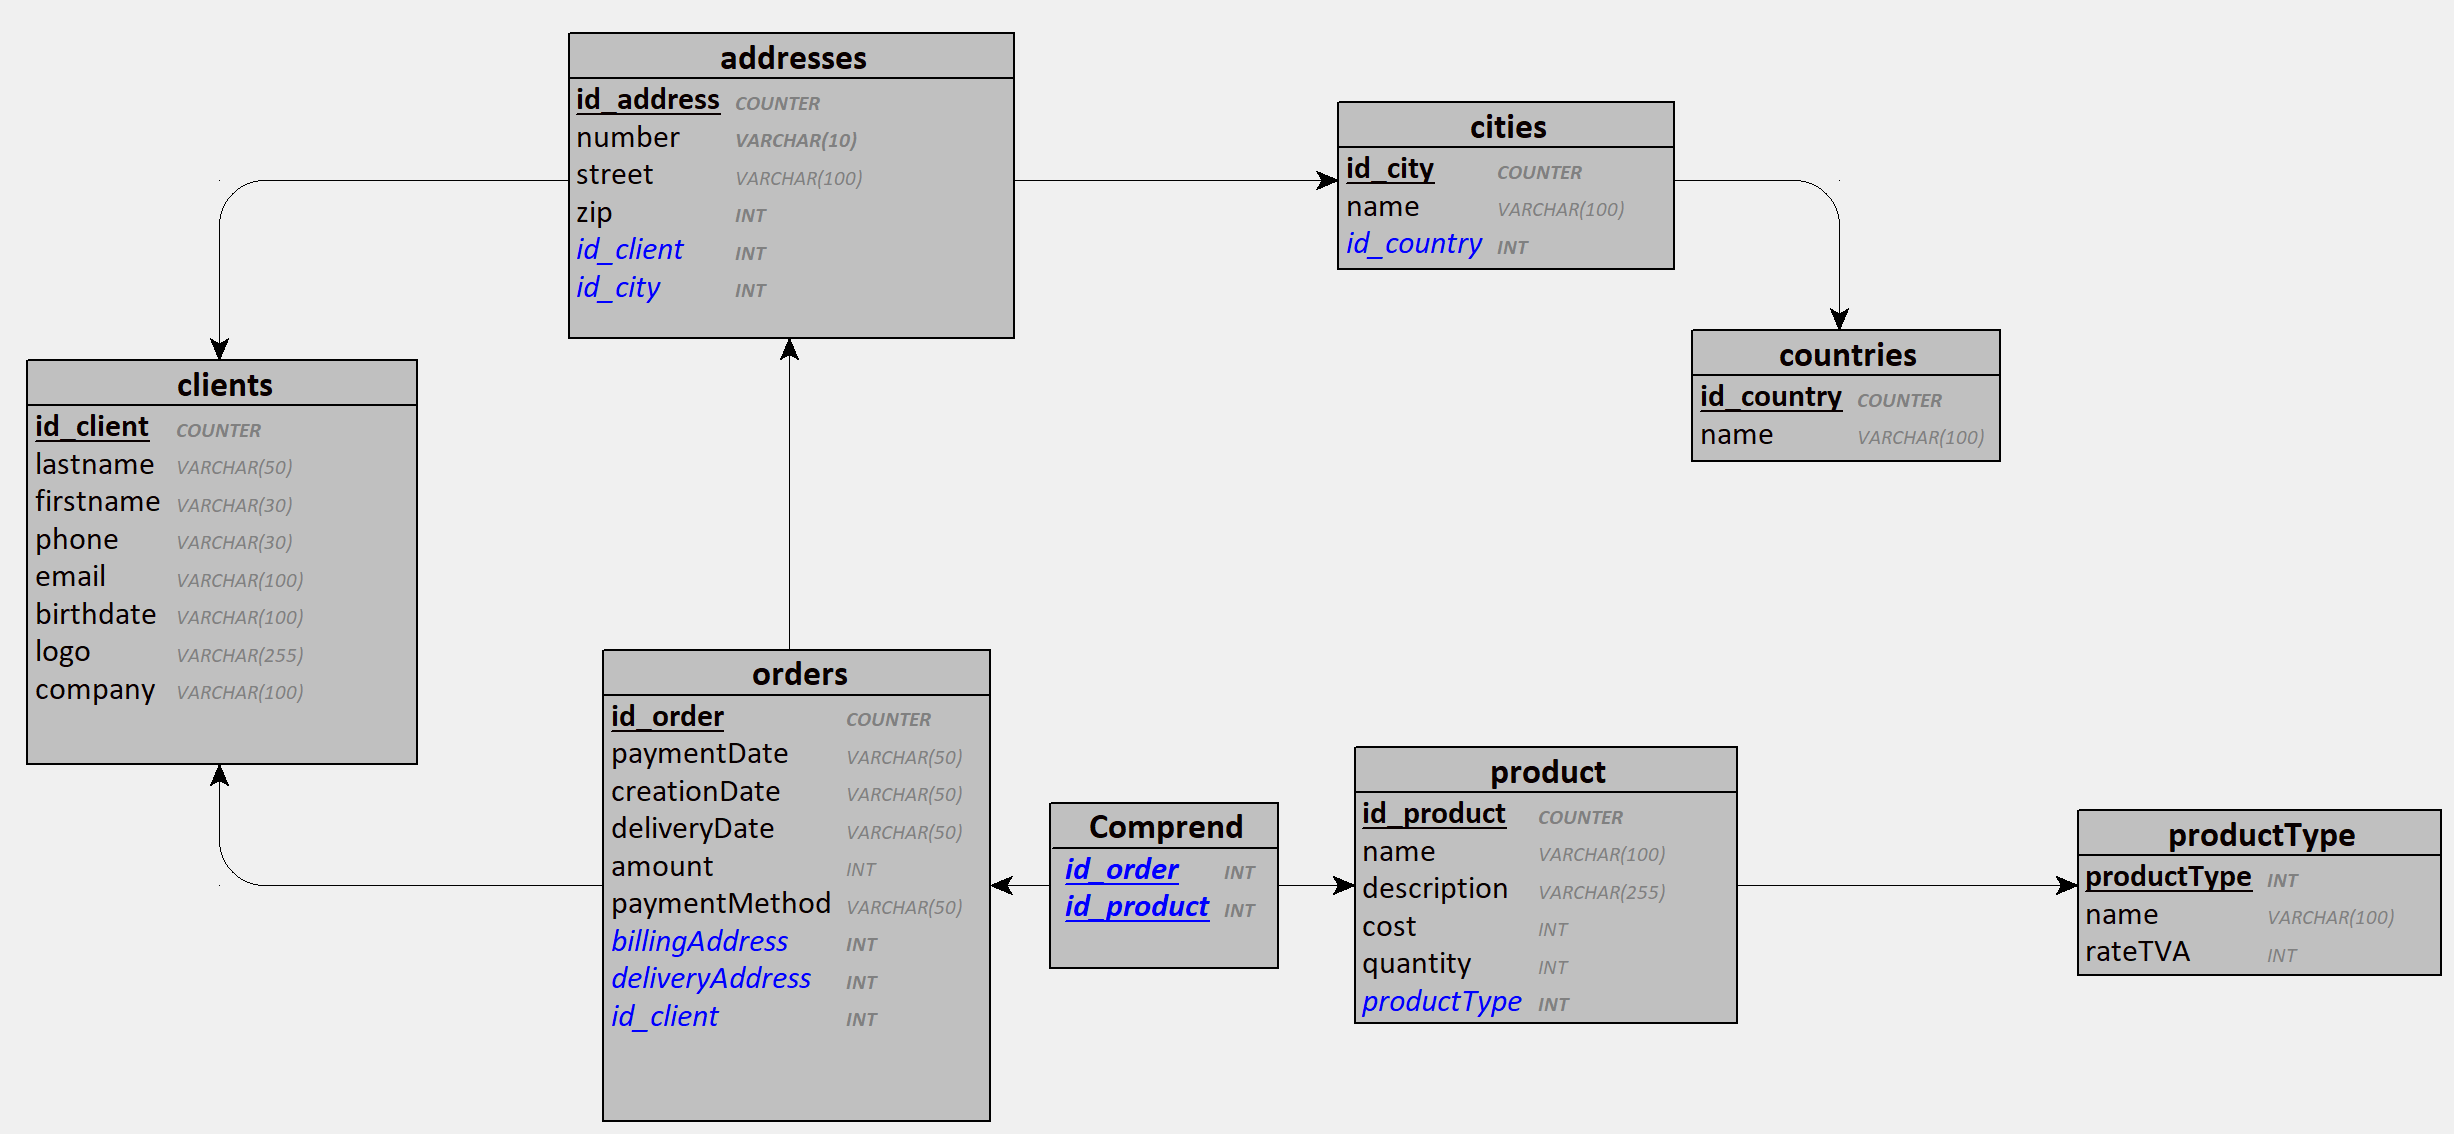 addresses
id_address COUNTER
number VARCHAR(10)
street VARCHAR(100)
zip INT
id_client INT
id_city INT
cities
id_city COUNTER
name VARCHAR(100)
id_country INT
countries
id_country COUNTER
name VARCHAR(100)
clients
id_client COUNTER
lastname VARCHAR(50)
firstname VARCHAR(30)
phone VARCHAR(30)
email VARCHAR(100)
birthdate VARCHAR(100)
logo VARCHAR(255)
company VARCHAR(100)
orders
id_order COUNTER
paymentDate VARCHAR(50)
creationDate VARCHAR(50)
deliveryDate VARCHAR(50)
amount INT
paymentMethod VARCHAR(50)
billingAddress INT
deliveryAddress INT
id_client INT
Comprend
id_order INT
id_product INT
product
id_product COUNTER
name VARCHAR(100)
description VARCHAR(255)
cost INT
quantity INT
productType INT
productType
productType INT
name VARCHAR(100)
rateTVA INT